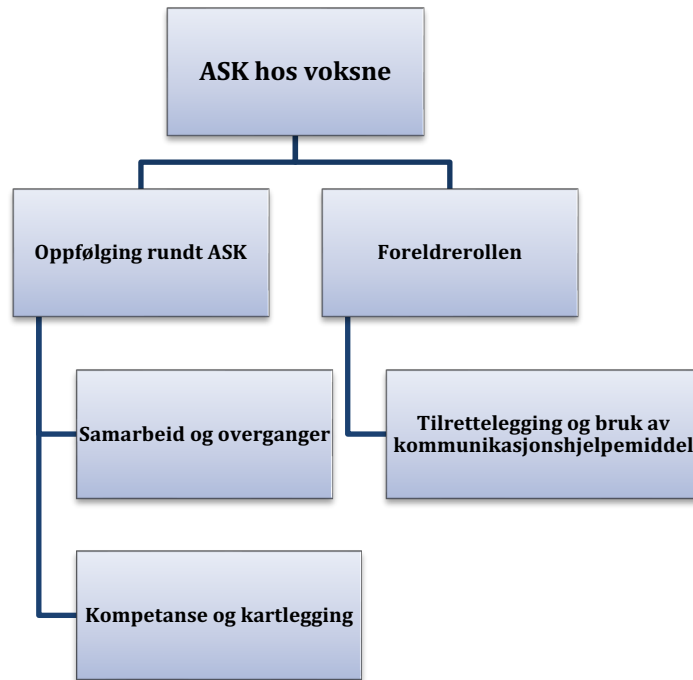 ASK hos voksne
Oppfølging rundt ASK
Foreldrerollen
Samarbeid og overganger
Tilrettelegging og bruk av
kommunikasjonshjelpemiddel
Kompetanse og kartlegging